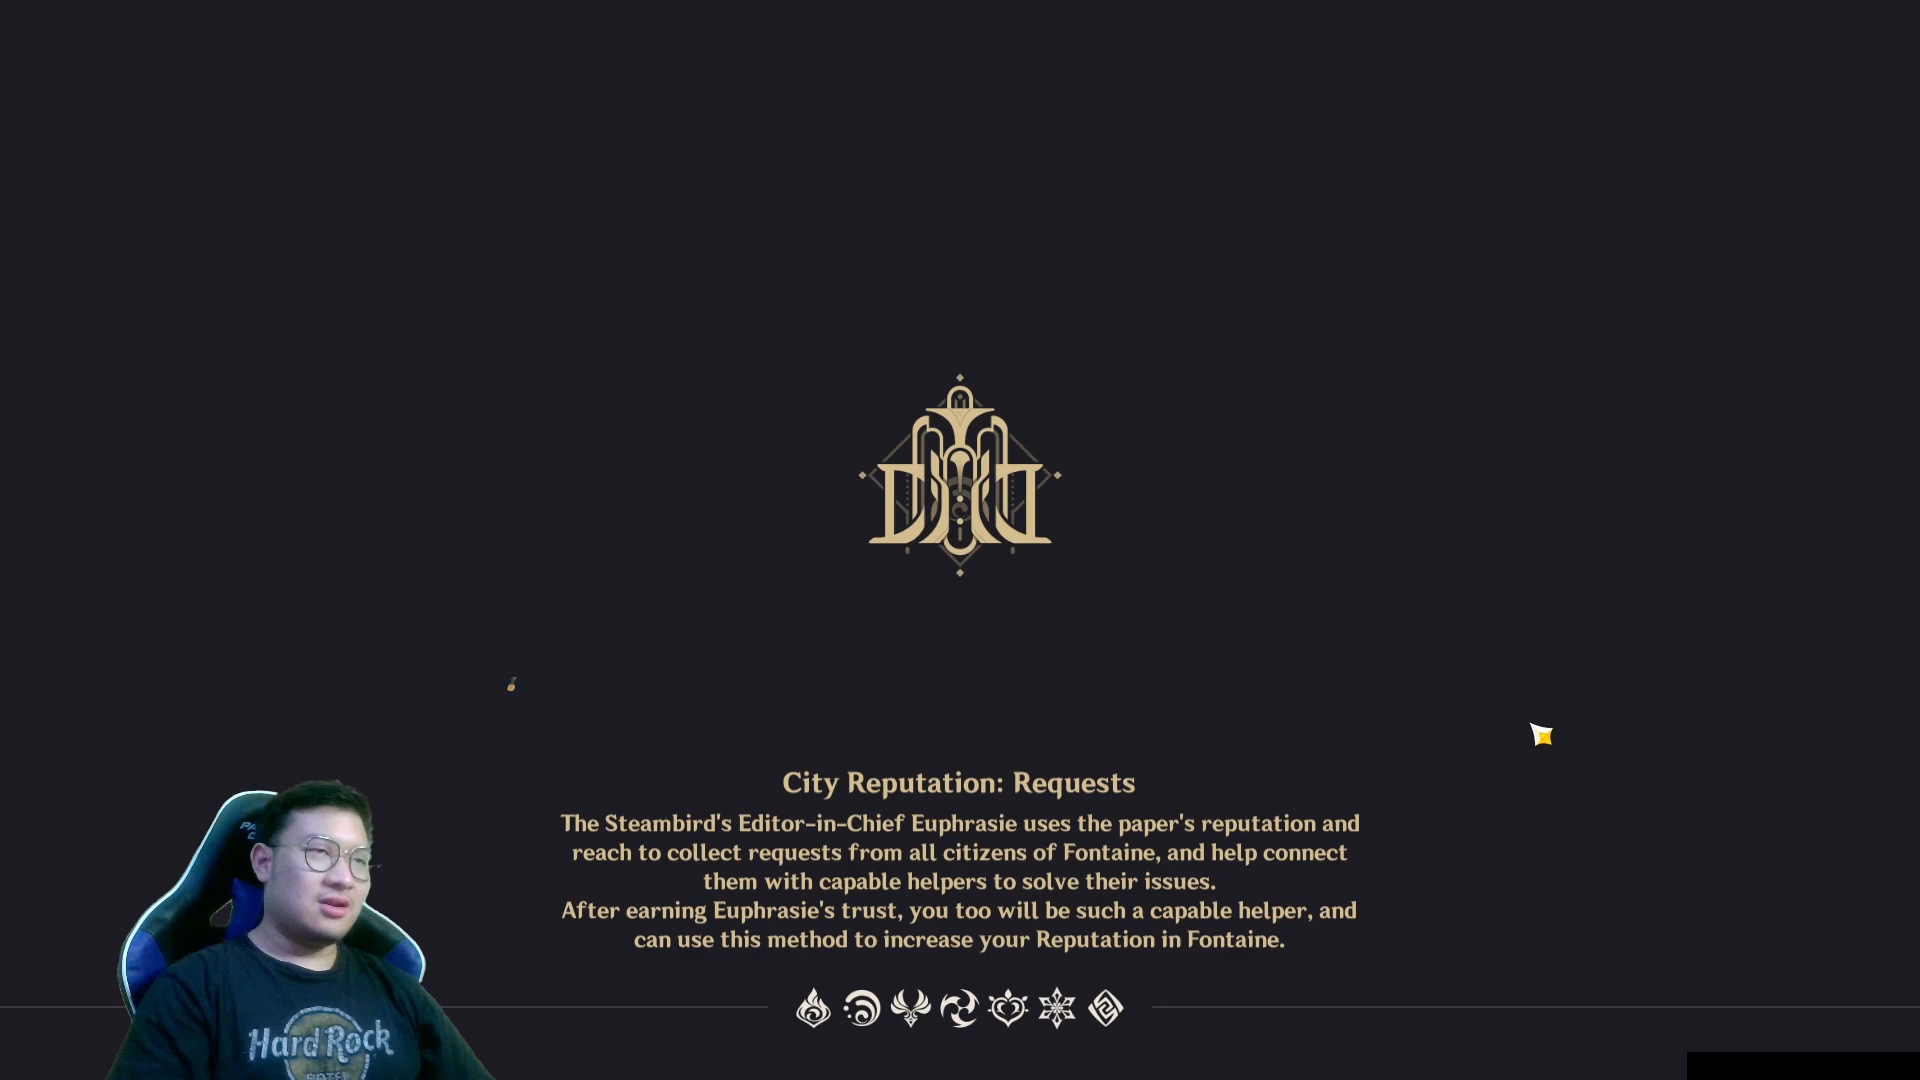 City Reputation: Requests
The Steambird's Editor-in-Chief Euphrasie uses the paper's reputation and
reach to collect requests from all citizens of Fontaine, and help connect
them with capable helpers to solve their issues.
After earning Euphrasie's trust, you too will be such a capable helper, and
can use this method to increase your Reputation in Fontaine.
Hard Rock